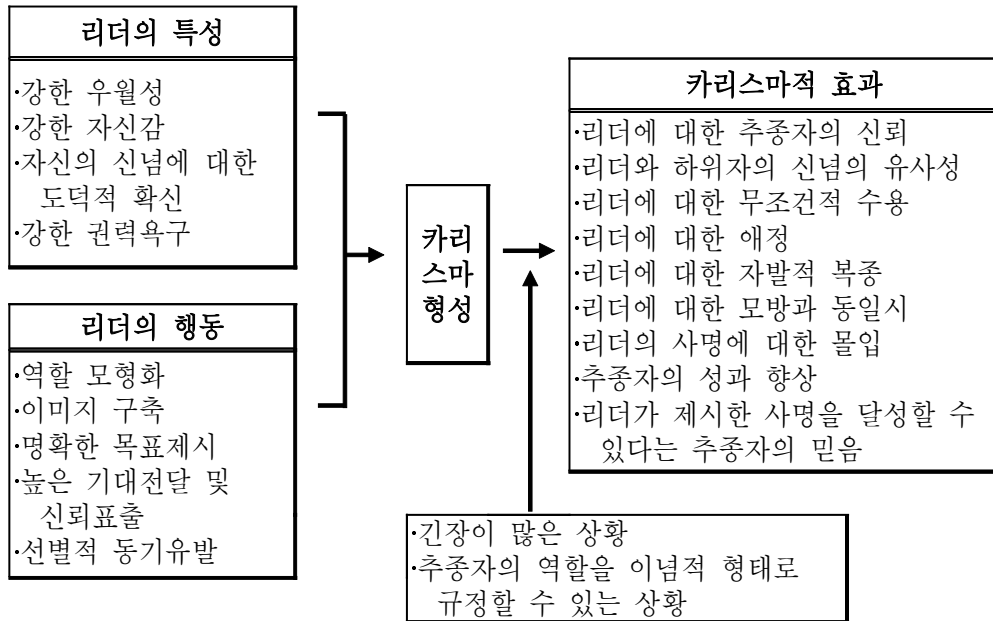 리더의 특성
·강한 우월성
·강한 자신감
·자신의 신념에 대한
도덕적 확신
·강한 권력욕구
리더의 행동
·역할 모형화
·이미지 구축
·명확한 목표제시
·높은 기대전달 및
신뢰표출
·선별적 동기유발
카리
스마
형성
카리스마적 효과
·리더에 대한 추종자의 신뢰
·리더와 하위자의 신념의 유사성
·리더에 대한 무조건적 수용
·리더에 대한 애정
·리더에 대한 자발적 복종
·리더에 대한 모방과 동일시
·리더의 사명에 대한 몰입
·추종자의 성과 향상
·리더가 제시한 사명을 달성할 수
있다는 추종자의 믿음
·긴장이 많은 상황
·추종자의 역할을 이념적 형태로
규정할 수 있는 상황